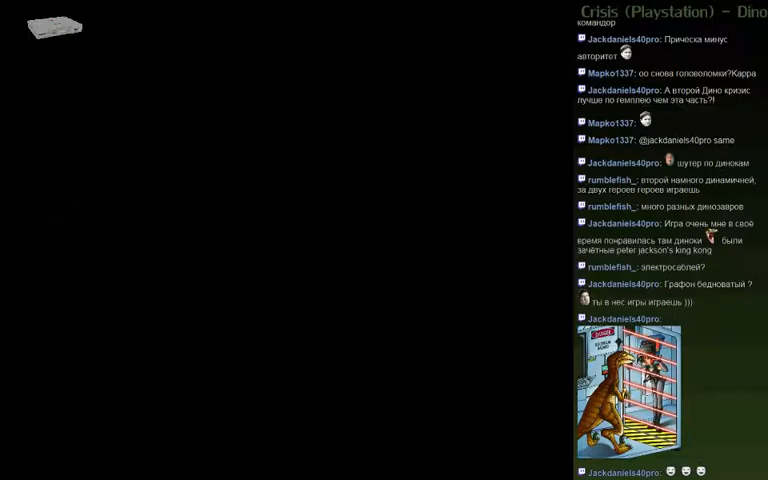 Crisis (Playstation) - Dino
командор
Jackdaniels40pro: Прическа минус
авторитет
Mapko1337: оо снова головоломки?Kappa
Jackdaniels40pro: А второй Дино кризис
лучше по гемплею чем эта часть?!
Mapko1337:
Mapko1337: @jackdaniels40pro same
Jackdaniels40pro: шутер по динокам
rumblefish_: второй намного динамичней,
за двух героев героев играешь
rumblefish_: много разных динозавров
Jackdaniels40pro: Игра очень мне в своё
время понравилась там диноки были
зачётные peter jackson's king kong
rumblefish_: электросаблей?
Jackdaniels40pro: Графон бедноватый ?
ты в нес игры играешь )))
Jackdaniels40pro:
DANGER
Jackdaniels40pro: